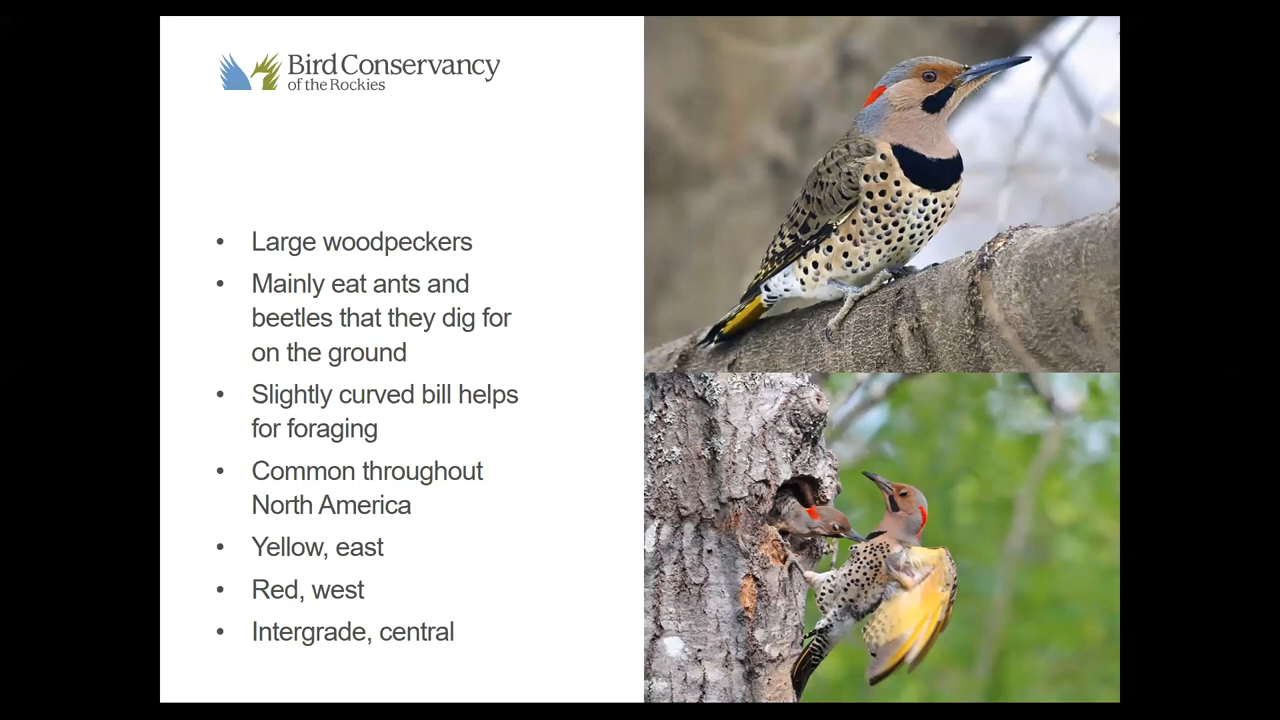 Bird Conservancy
of the Rockies
• Large woodpeckers
• Mainly eat ants and
beetles that they dig for
on the ground
• Slightly curved bill helps
for foraging
• Common throughout
North America
• Yellow, east
• Red, west
• Intergrade, central